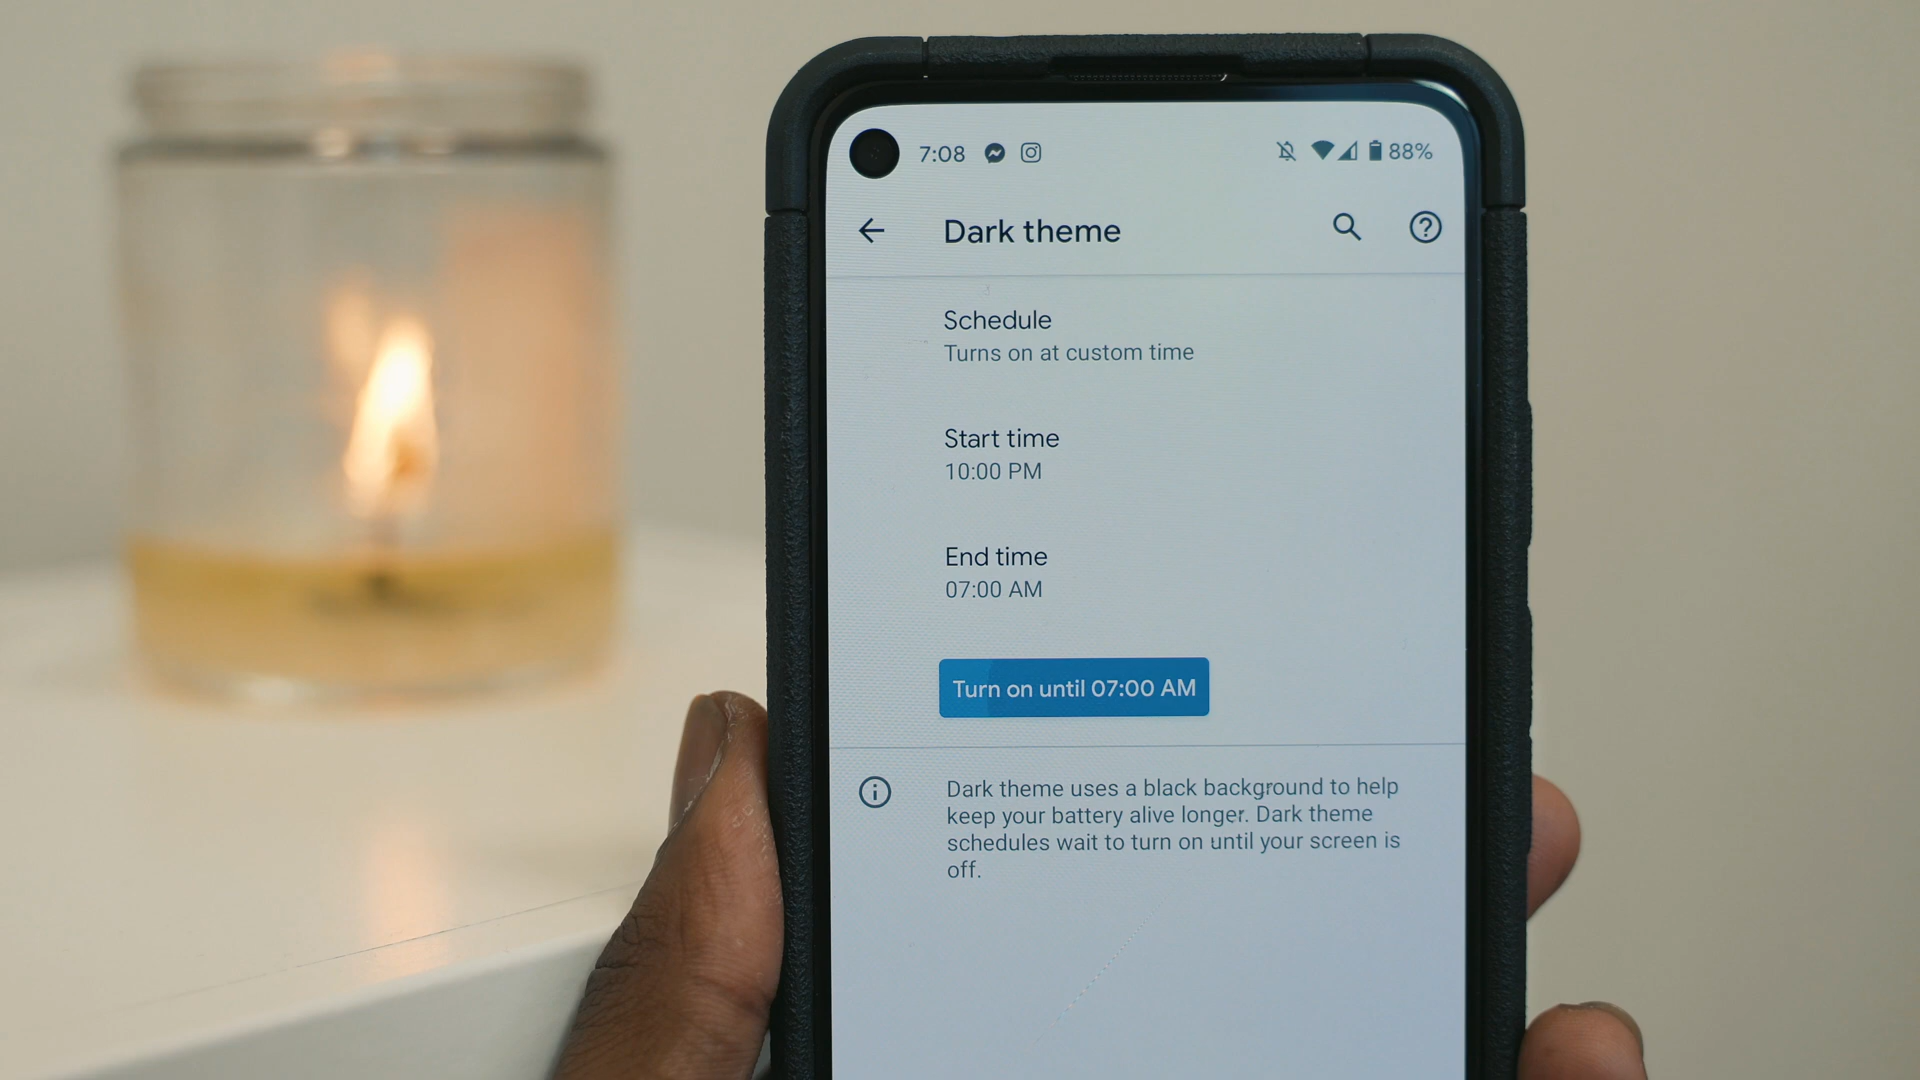 7:08 88%
Dark theme
Schedule
Turns on at custom time
Start time
10:00 PM
End time
07:00 AM
Turn on until 07:00 AM
Dark theme uses a black background to help
keep your battery alive longer. Dark theme
schedules wait to turn on until your screen is
off.